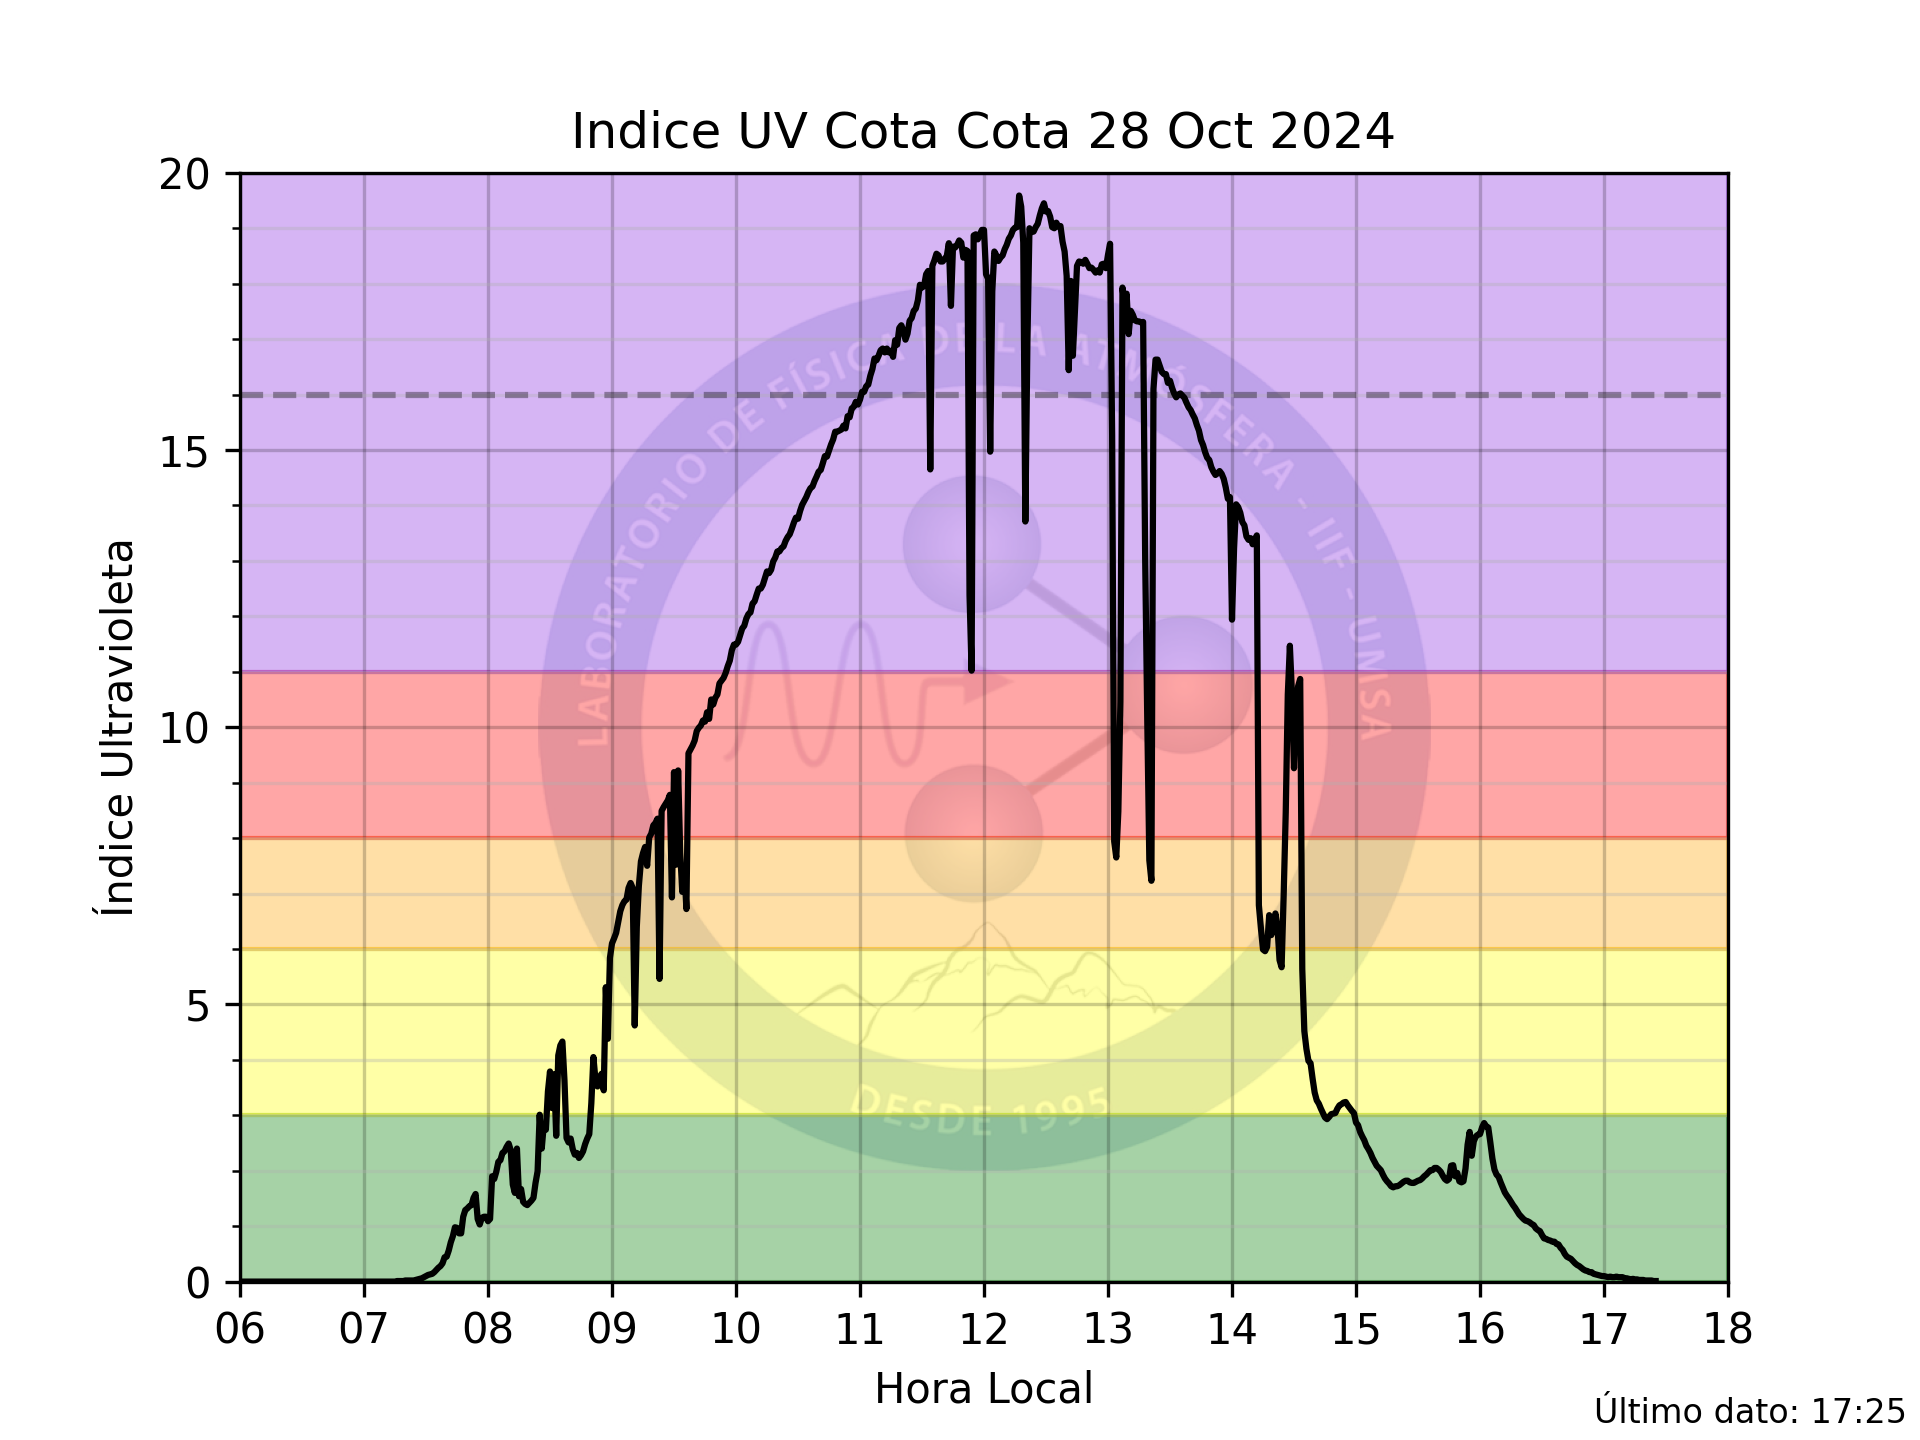 Indice UV Cota Cota 28 Oct 2024
20
15
10
5
0
Índice Ultravioleta
LABORATORIO DE FÍSICA DE LA ATMÓSFERA - IIF - UMSA
DESDE 1995
06 07 08 09 10 11 12 13 14 15 16 17 18
Hora Local
Último dato: 17:25